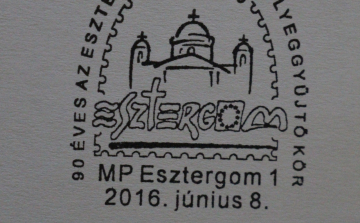 90 ÉVES AZ ESZTE
LYEGGYŰJTŐ KÖR
ESZTERGOM
MP Esztergom 1
2016. június 8.